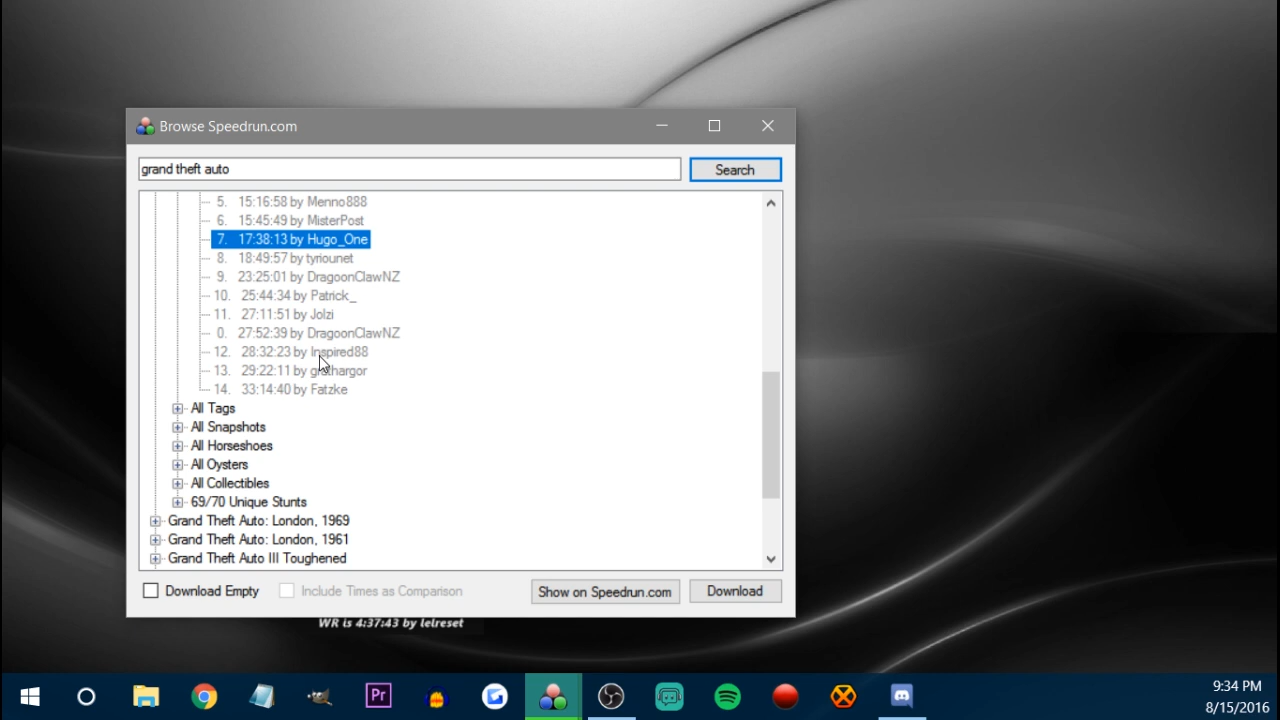 Browse Speedrun.com
grand theft auto
Search
5. 15:16:58 by Menno888
6. 15:45:49 by MisterPost
7. 17:38:13 by Hugo_One
8. 18:49:57 by tyriounet
9. 23:25:01 by DragoonClawNZ
10. 25:44:34 by Patrick_
11. 27:11:51 by Jolzi
0. 27:52:39 by DragoonClawNZ
12. 28:32:23 by Inspired88
13. 29:22:11 by
14. 33:14:40 by Fatzke
All Tags
All Snapshots
All Horseshoes
All Oysters
All Collectibles
69/70 Unique Stunts
Grand Theft Auto: London, 1969
Grand Theft Auto: London, 1961
Grand Theft Auto III Toughened
Download Empty
Include Times as Comparison
Show on Speedrun.com
Download
WR is 4:37:43 by lelreset
Pr
9:34 PM
8/15/2016